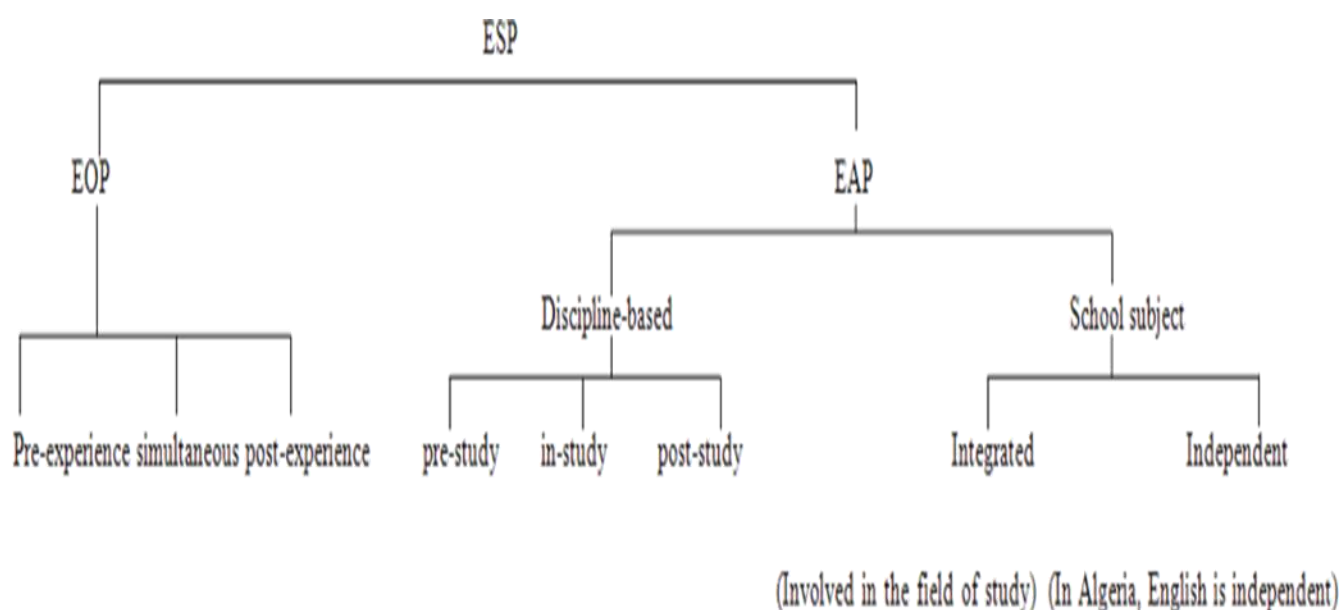 ESP
EOP EAP
Discipline-based School subject
Pre-experience simultaneous post-experience pre-study in-study post-study Integrated Independent
(Involved in the field of study) (In Algeria, English is independent)